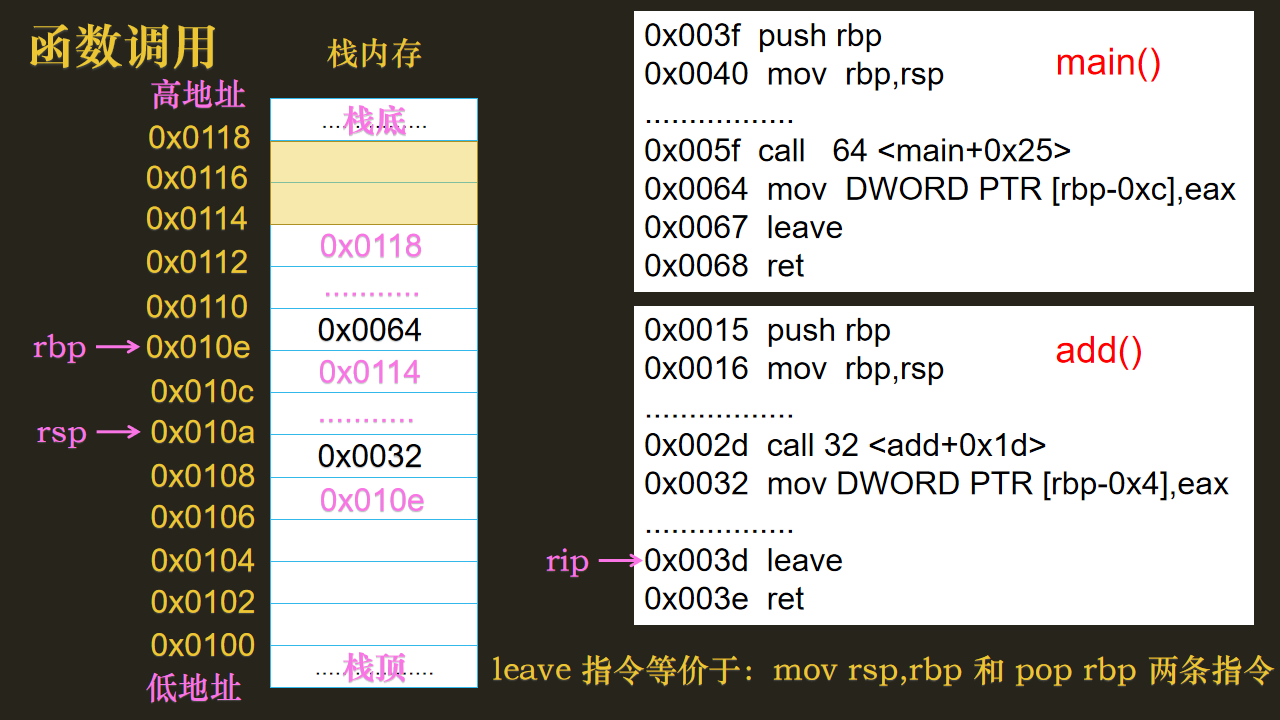 函数调用
栈内存
高地址
................
栈底
0x0118
0x0116
0x0114
0x0118
0x0112
...........
0x0110
0x0064
rbp
0x010e
0x0114
0x010c
...........
rsp
0x010a
0x0032
0x0108
0x010e
0x0106
0x0104
0x0102
0x0100
栈顶
低地址
0x003f push rbp
main()
0x0040 mov rbp,rsp
.................
0x005f call 64 <main+0x25>
0x0064 mov DWORD PTR [rbp-0xc],eax
0x0067 leave
0x0068 ret
0x0015 push rbp
add()
0x0016 mov rbp,rsp
.................
0x002d call 32 <add+0x1d>
0x0032 mov DWORD PTR [rbp-0x4],eax
.................
rip
0x003d leave
0x003e ret
leave 指令等价于：mov rsp,rbp 和 pop rbp 两条指令